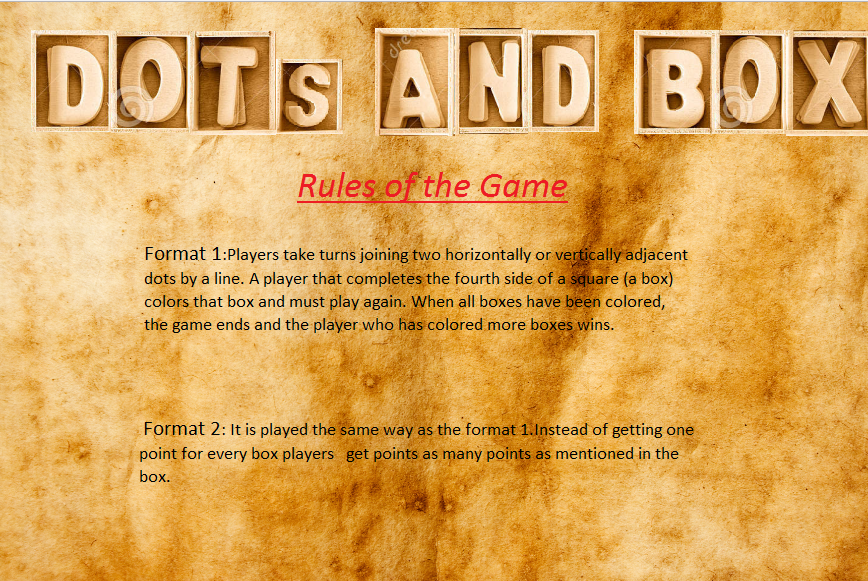 DOTs AND BOX
Rules of the Game
Format 1:Players take turns joining two horizontally or vertically adjacent
dots by a line. A player that completes the fourth side of a square (a box)
colors that box and must play again. When all boxes have been colored,
the game ends and the player who has colored more boxes wins.
Format 2: It is played the same way as the format 1.Instead of getting one
point for every box players   get points as many points as mentioned in the
box.